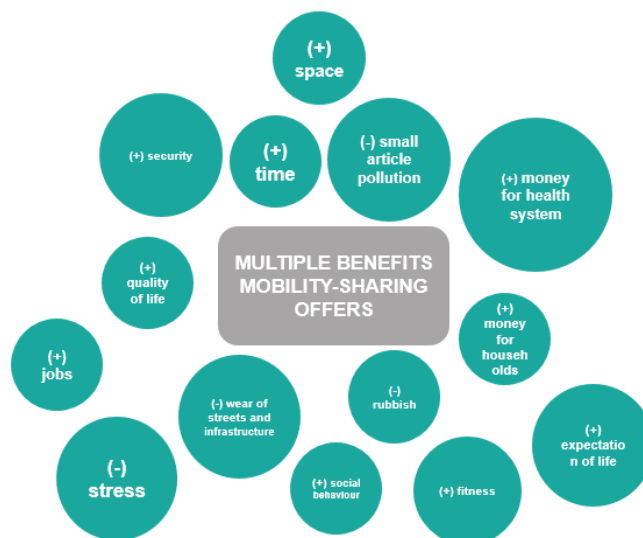 (+)
space
(+) security
(+)
time
(-) small
article
pollution
(+) money
for health
system
MULTIPLE BENEFITS
MOBILITY-SHARING
OFFERS
(+)
quality
of life
(+)
money
for
househ
olds
(+)
jobs
(-) wear of
streets and
infrastructure
(-)
rubbish
(+)
expectatio
n of life
(-)
stress
(+) social
behaviour
(+) fitness